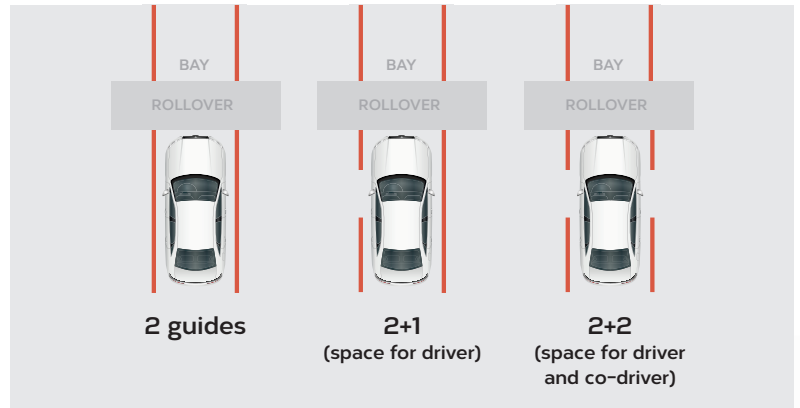 BAY
ROLLOVER
2 guides
BAY
ROLLOVER
2+1
(space for driver)
BAY
ROLLOVER
2+2
(space for driver
and co-driver)